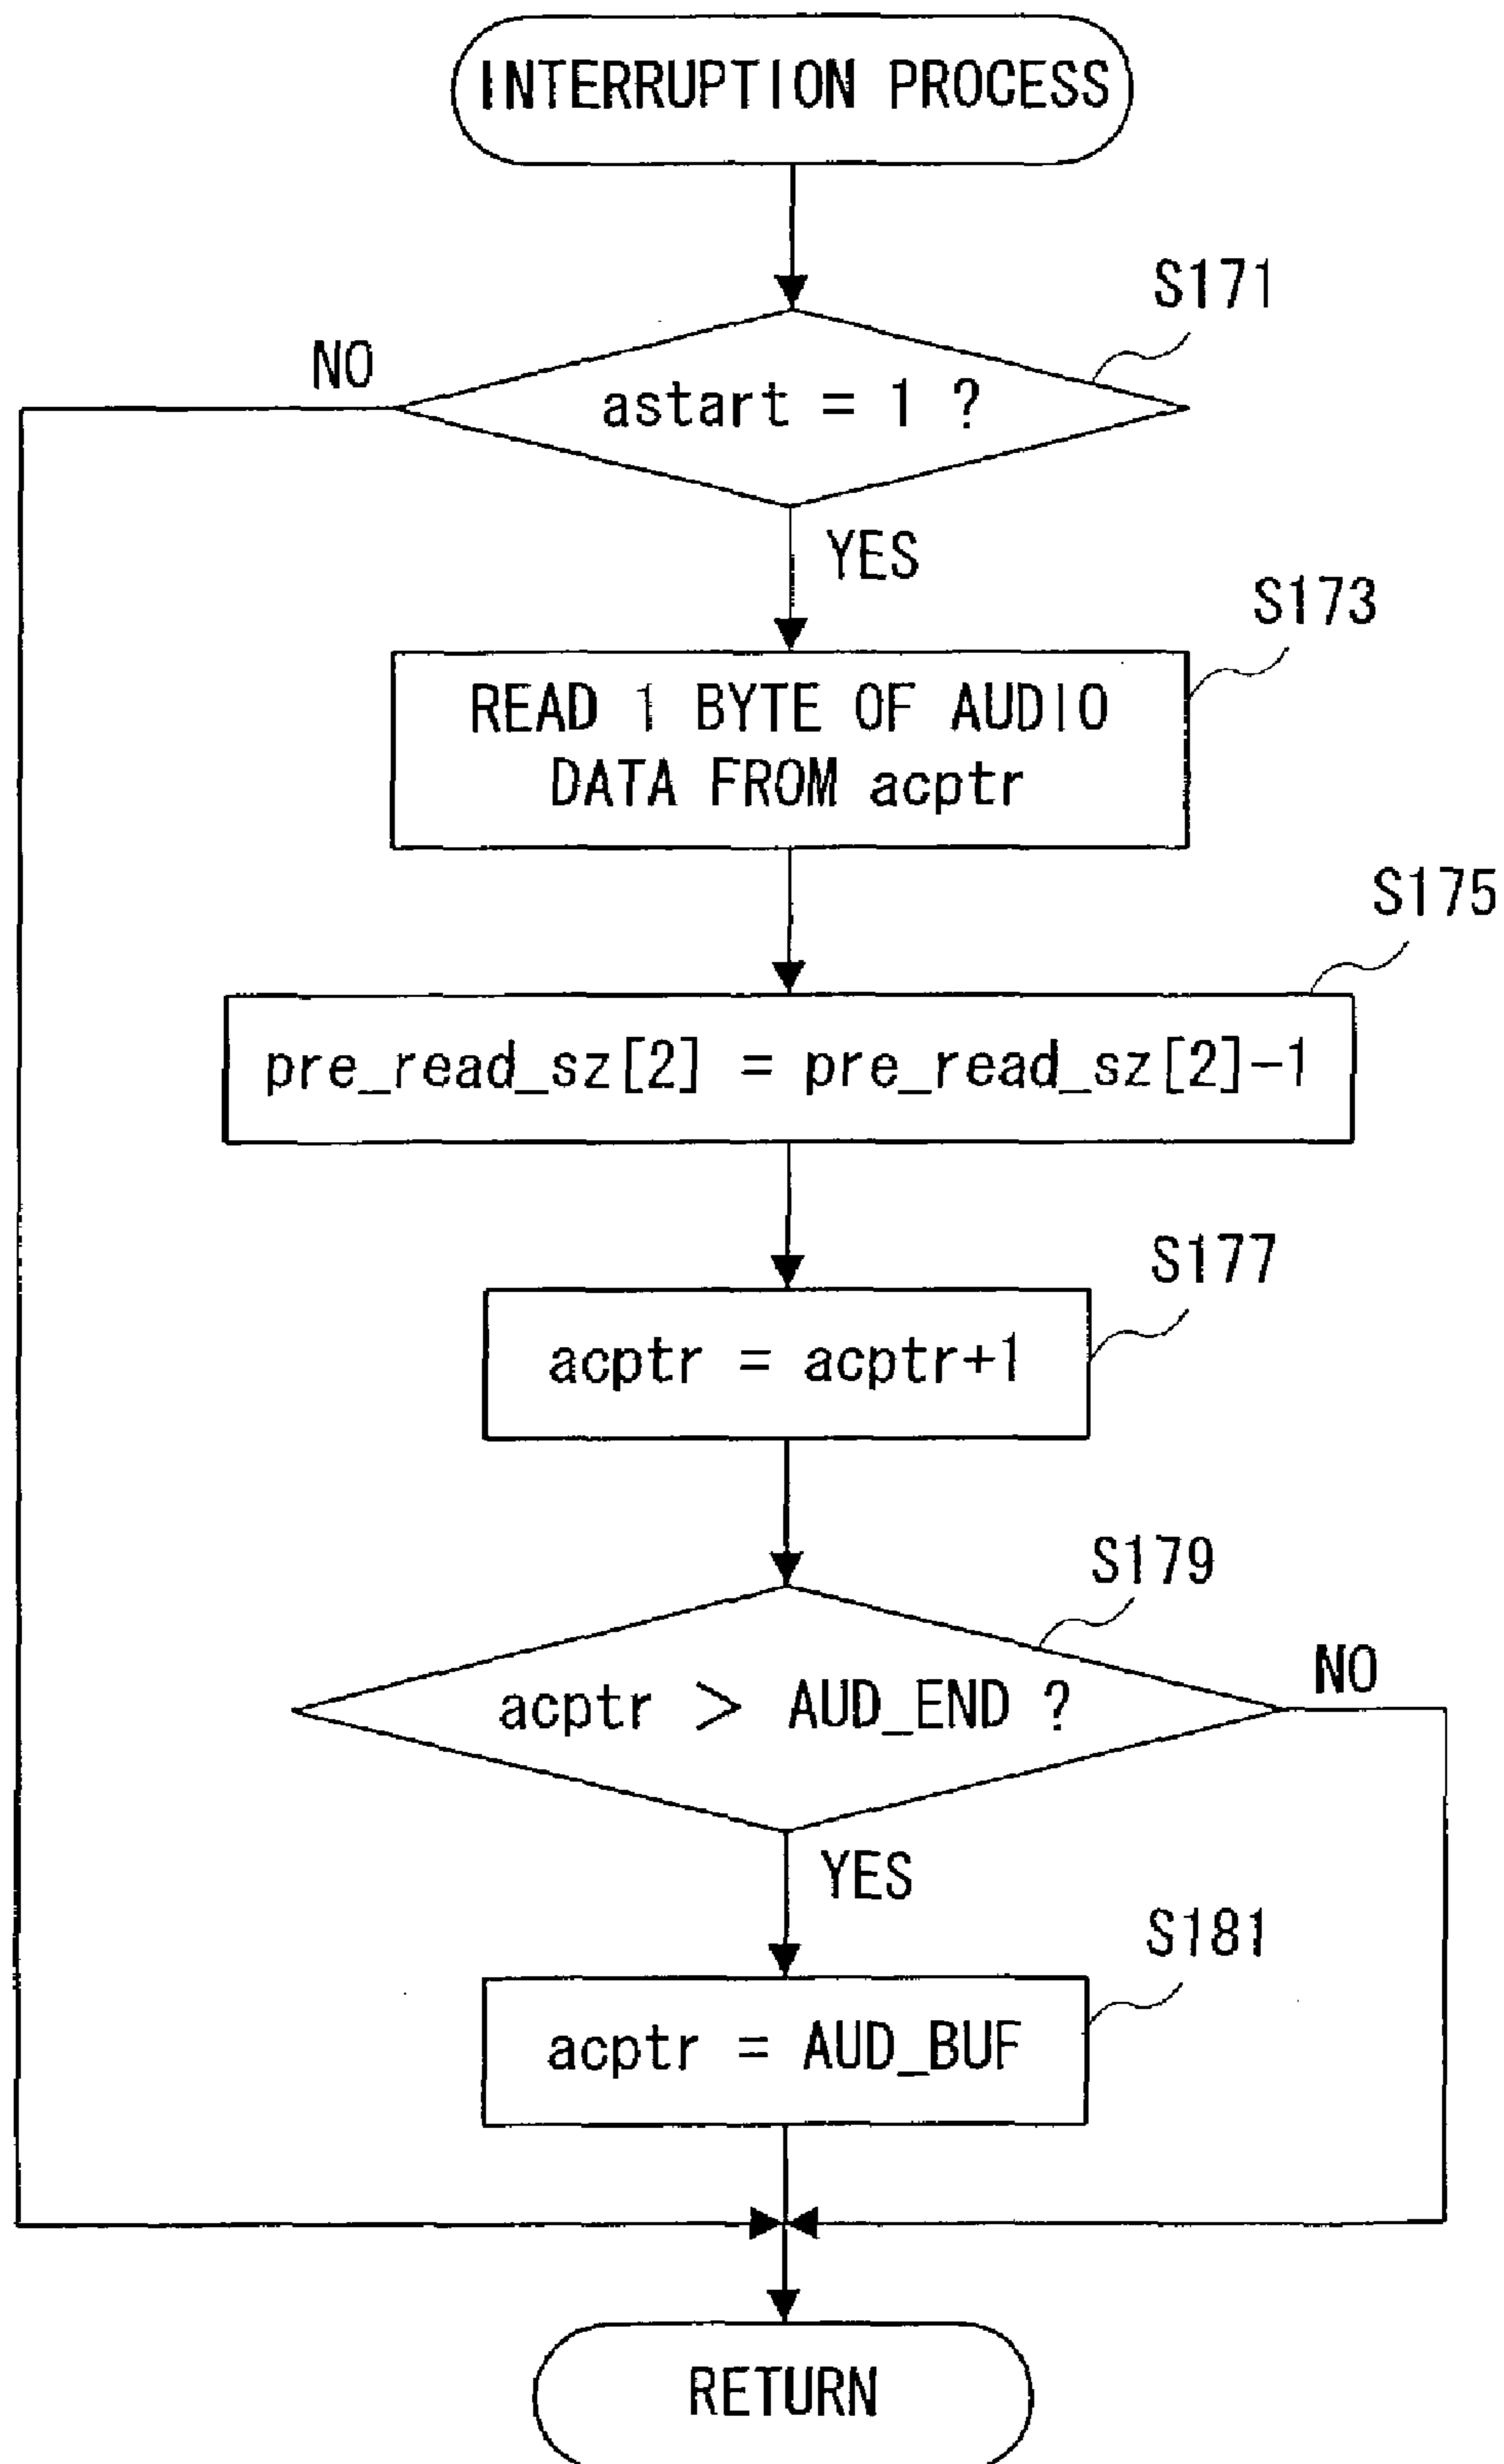 INTERRUPTION PROCESS
S171
NO
astart = 1 ?
YES
S173
READ 1 BYTE OF AUDIO
DATA FROM acptr
S175
pre_read_sz[2] = pre_read_sz[2]-1
S177
acptr = acptr+1
S179
NO
acptr > AUD_END ?
YES
S181
acptr = AUD_BUF
RETURN